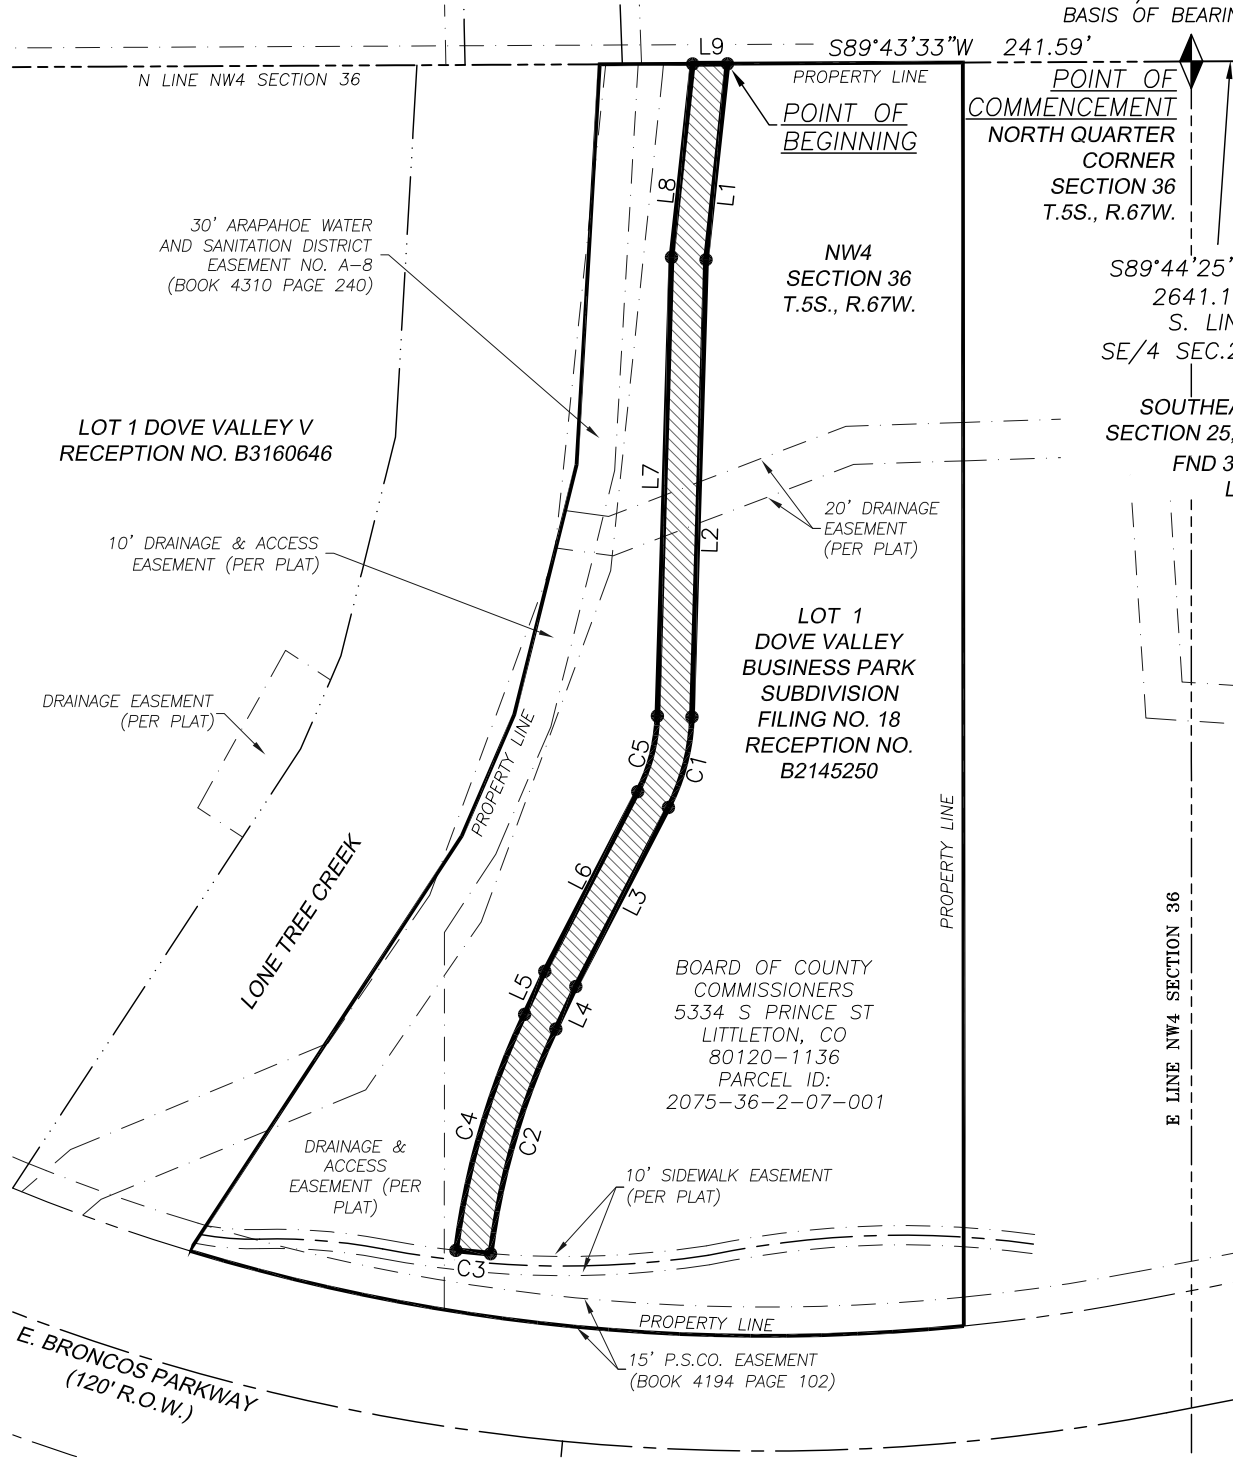 BASIS OF BEARIN
L9
S89°43'33"W 241.59'
N LINE NW4 SECTION 36
PROPERTY LINE
POINT OF
COMMENCEMENT
NORTH QUARTER
CORNER
SECTION 36
T.5S., R.67W.
POINT OF
BEGINNING
L8
L1
30' ARAPAHOE WATER
AND SANITATION DISTRICT
EASEMENT NO. A-8
(BOOK 4310 PAGE 240)
NW4
SECTION 36
T.5S., R.67W.
S89°44'25"
2641.1
S. LIN
SE/4 SEC.2
LOT 1 DOVE VALLEY V
RECEPTION NO. B3160646
SOUTHEA
SECTION 25,
FND 3
L
L7
L2
20' DRAINAGE
EASEMENT
(PER PLAT)
10' DRAINAGE & ACCESS
EASEMENT (PER PLAT)
LOT 1
DOVE VALLEY
BUSINESS PARK
SUBDIVISION
FILING NO. 18
RECEPTION NO.
B2145250
DRAINAGE EASEMENT
(PER PLAT)
PROPERTY LINE
C5
C1
PROPERTY LINE
LONE TREE CREEK
L6
L3
E LINE NW4 SECTION 36
L5
L4
BOARD OF COUNTY
COMMISSIONERS
5334 S PRINCE ST
LITTLETON, CO
80120-1136
PARCEL ID:
2075-36-2-07-001
C4
C2
DRAINAGE &
ACCESS
EASEMENT (PER
PLAT)
10' SIDEWALK EASEMENT
(PER PLAT)
C3
PROPERTY LINE
15' P.S.CO. EASEMENT
(BOOK 4194 PAGE 102)
E. BRONCOS PARKWAY
(120' R.O.W.)